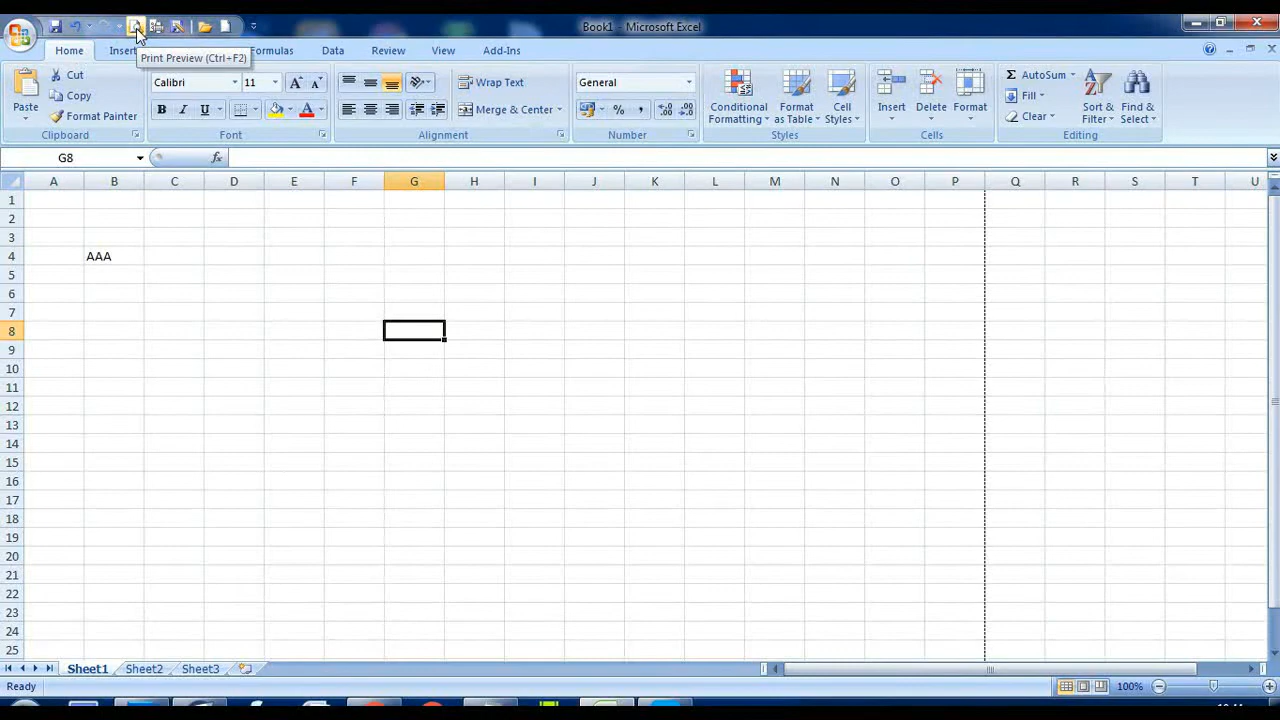 Book1 - Microsoft Excel
Home Insert Formulas Data Review View Add-Ins
Print Preview (Ctrl+F2)
Paste
Cut
Copy
Format Painter
Clipboard
Calibri 11
B I U
Font
Wrap Text
Merge & Center
Alignment
General
% ,
Number
Conditional Formatting
Format as Table
Cell Styles
Styles
Insert Delete Format
Cells
AutoSum
Fill
Clear
Sort & Filter
Find & Select
Editing
G8 fx
A B C D E F G H I J K L M N O P Q R S T U
1
2
3
4 AAA
5
6
7
8
9
10
11
12
13
14
15
16
17
18
19
20
21
22
23
24
25
Sheet1 Sheet2 Sheet3
Ready 100%